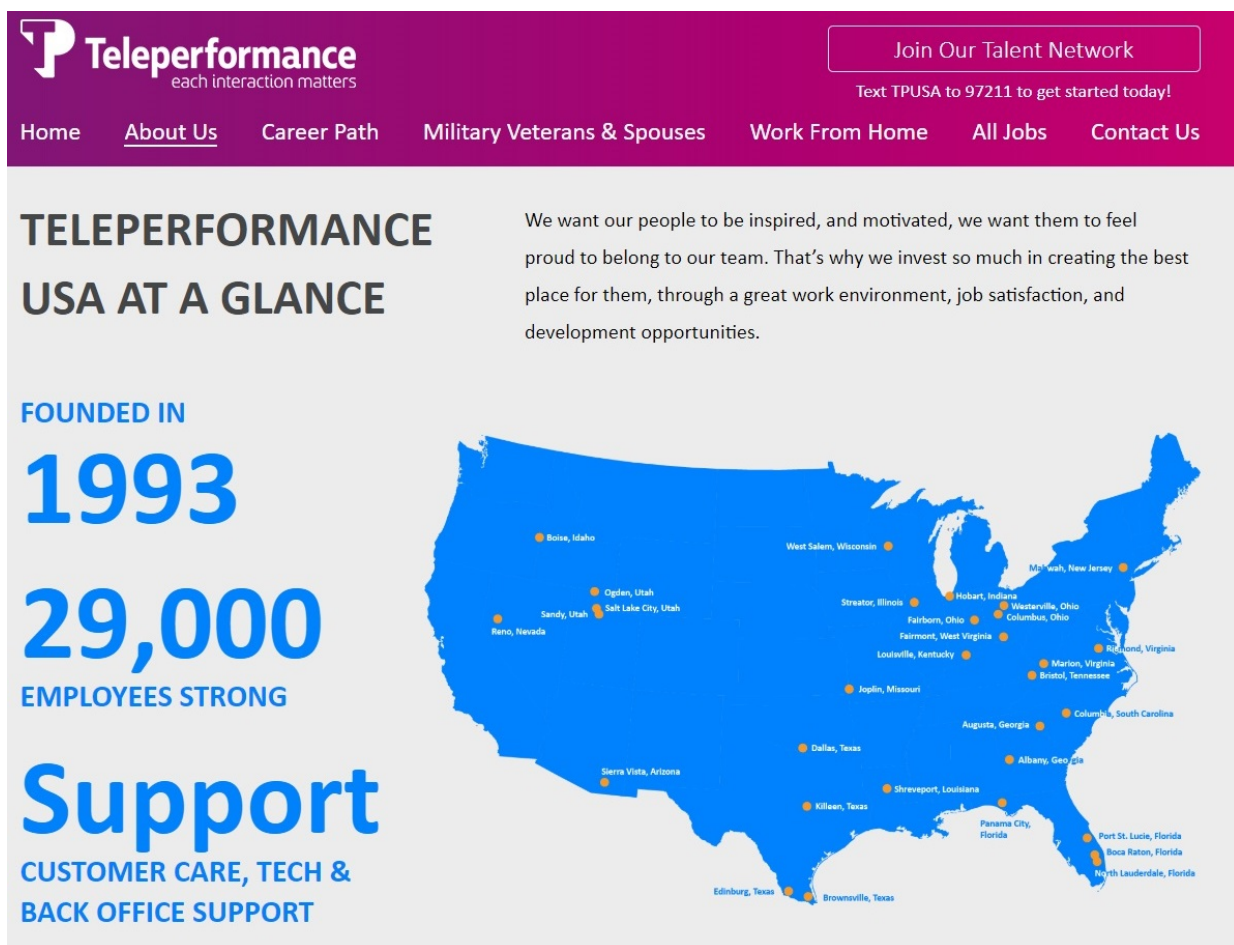 Teleperformance
each interaction matters
Join Our Talent Network
Text TPUSA to 97211 to get started today!
Home About Us Career Path Military Veterans & Spouses Work From Home All Jobs Contact Us
TELEPERFORMANCE
USA AT A GLANCE
We want our people to be inspired, and motivated, we want them to feel
proud to belong to our team. That's why we invest so much in creating the best
place for them, through a great work environment, job satisfaction, and
development opportunities.
FOUNDED IN
1993
29,000
EMPLOYEES STRONG
Support
CUSTOMER CARE, TECH &
BACK OFFICE SUPPORT
Boise, Idaho
West Salem, Wisconsin
Mahwah, New Jersey
Ogden, Utah
Hobart, Indiana
Streator, Illinois
Westerville, Ohio
Salt Lake City, Utah
Sandy, Utah
Columbus, Ohio
Fairborn, Ohio
Reno, Nevada
Fairmont, West Virginia
Richmond, Virginia
Louisville, Kentucky
Marion, Virginia
Bristol, Tennessee
Joplin, Missouri
Columbia, South Carolina
Augusta, Georgia
Dallas, Texas
Albany, Georgia
Sierra Vista, Arizona
Shreveport, Louisiana
Killeen, Texas
Panama City,
Florida
Port St. Lucie, Florida
Boca Raton, Florida
North Lauderdale, Florida
Edinburg, Texas
Brownsville, Texas